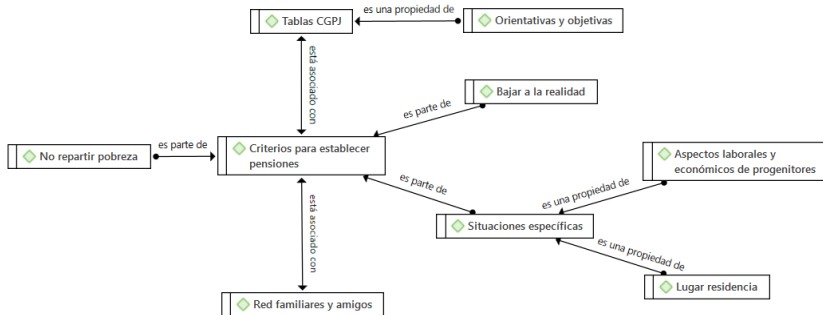 es una propiedad de
Tablas CGPJ
Orientativas y objetivas
está asociado con
Bajar a la realidad
es parte de
No repartir pobreza
es parte de
Criterios para establecer
pensiones
Aspectos laborales y
económicos de progenitores
es parte de
es una propiedad de
Situaciones específicas
está asociado con
es una propiedad de
Lugar residencia
Red familiares y amigos